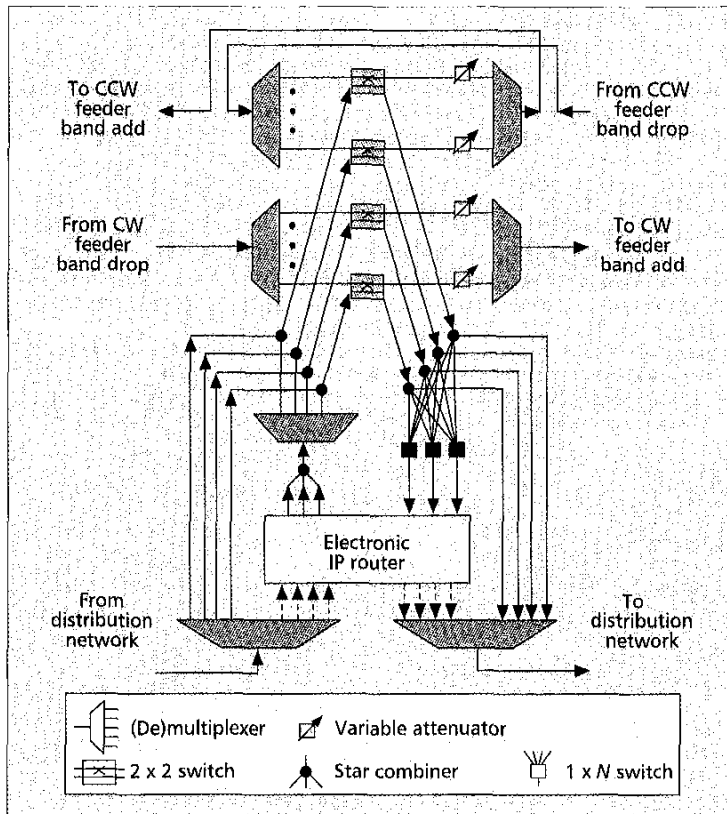 To CCW
feeder
band add
From CCW
feeder
band drop
From CW
feeder
band drop
To CW
feeder
band add
Electronic
IP router
From
distribution
network
To
distribution
network
(De)multiplexer
Variable attenuator
2 x 2 switch
Star combiner
1 x N switch